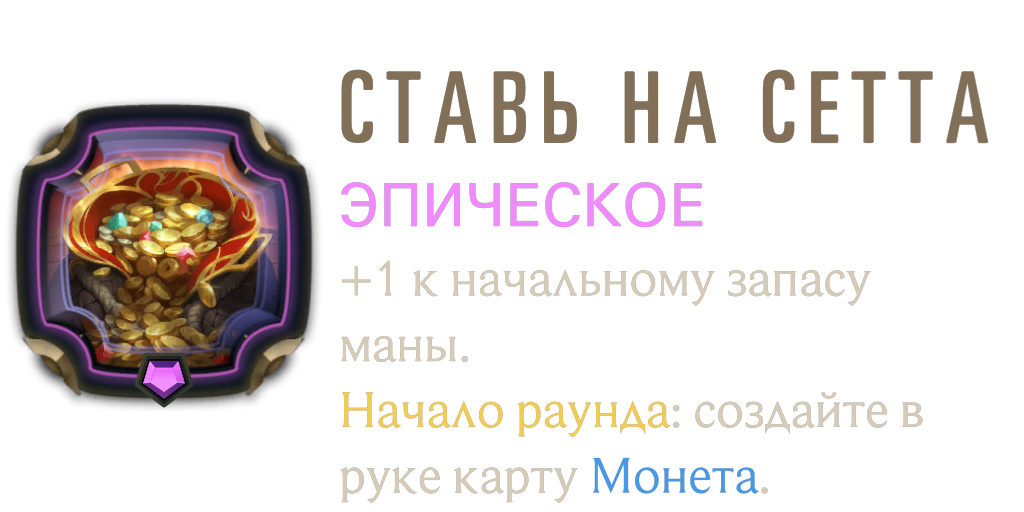 СТАВЬ НА СЕТТА
ЭПИЧЕСКОЕ
+1 к начальному запасу
маны.
Начало раунда: создайте в
руке карту Монета.